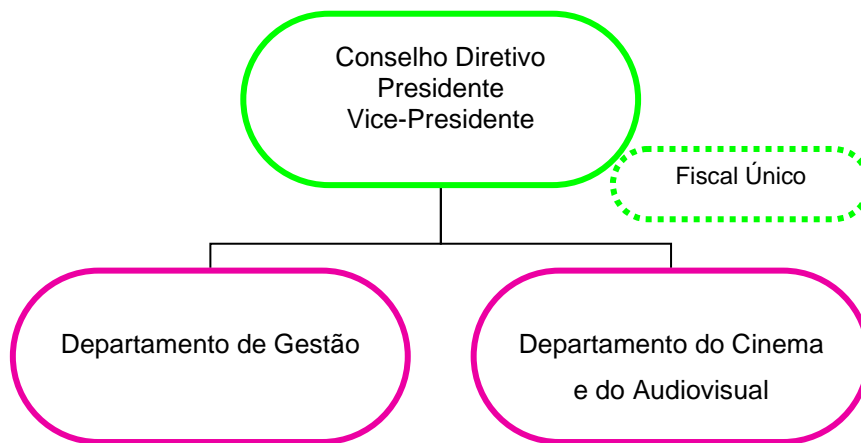 Conselho Diretivo
Presidente
Vice-Presidente
Fiscal Único
Departamento de Gestão
Departamento do Cinema
e do Audiovisual